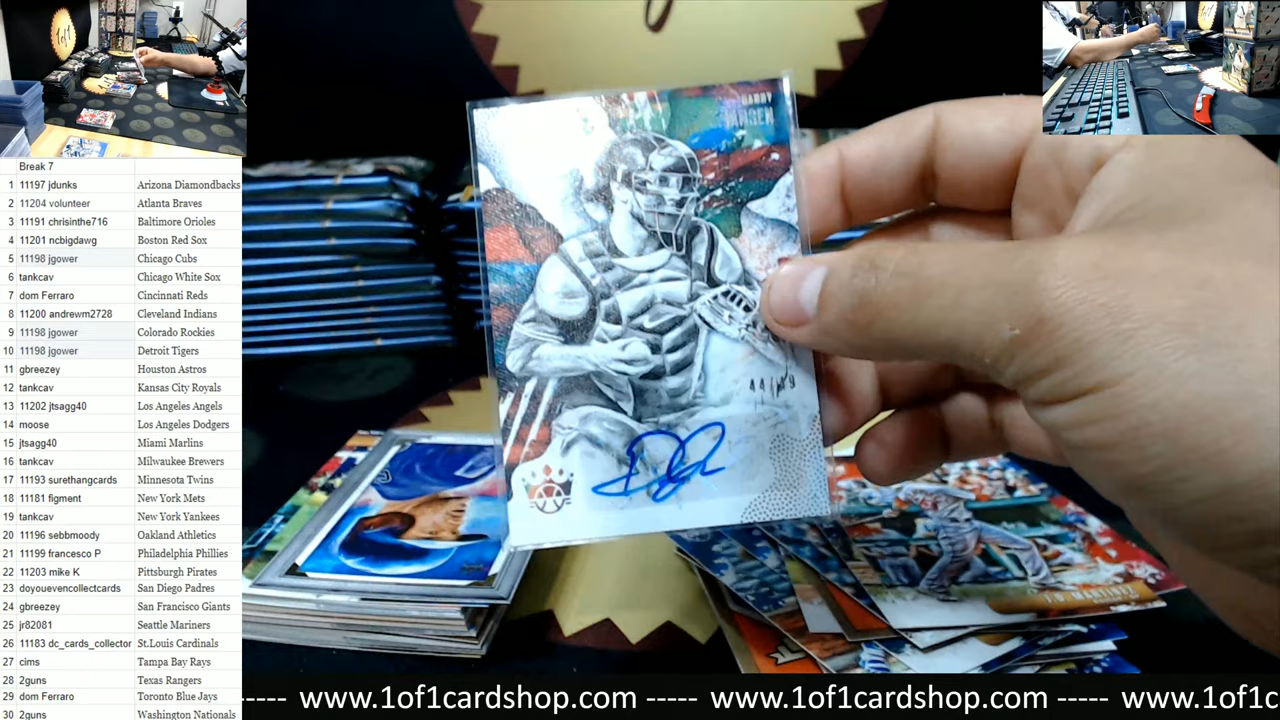 Break 7
1 11197 jdunks Arizona Diamondbacks
2 11204 volunteer Atlanta Braves
3 11191 chrisinthe716 Baltimore Orioles
4 11201 ncbigdawg Boston Red Sox
5 11198 jgower Chicago Cubs
6 tankcav Chicago White Sox
7 dom Ferraro Cincinnati Reds
8 11200 andrewm2728 Cleveland Indians
9 11198 jgower Colorado Rockies
10 11198 jgower Detroit Tigers
11 gbreezey Houston Astros
12 tankcav Kansas City Royals
13 11202 jtsagg40 Los Angeles Angels
14 moose Los Angeles Dodgers
15 jtsagg40 Miami Marlins
16 tankcav Milwaukee Brewers
17 11193 surethangcards Minnesota Twins
18 11181 figment New York Mets
19 tankcav New York Yankees
20 11196 sebbmoody Oakland Athletics
21 11199 francesco P Philadelphia Phillies
22 11203 mike K Pittsburgh Pirates
23 doyouevencollectcards San Diego Padres
24 gbreezey San Francisco Giants
25 jr82081 Seattle Mariners
26 11183 dc_cards_collector St.Louis Cardinals
27 cims Tampa Bay Rays
28 2guns Texas Rangers
29 dom Ferraro Toronto Blue Jays
30 2guns Washington Nationals
JANSEN
----- www.1of1cardshop.com ----- www.1of1cardshop.com ----- www.1of1c